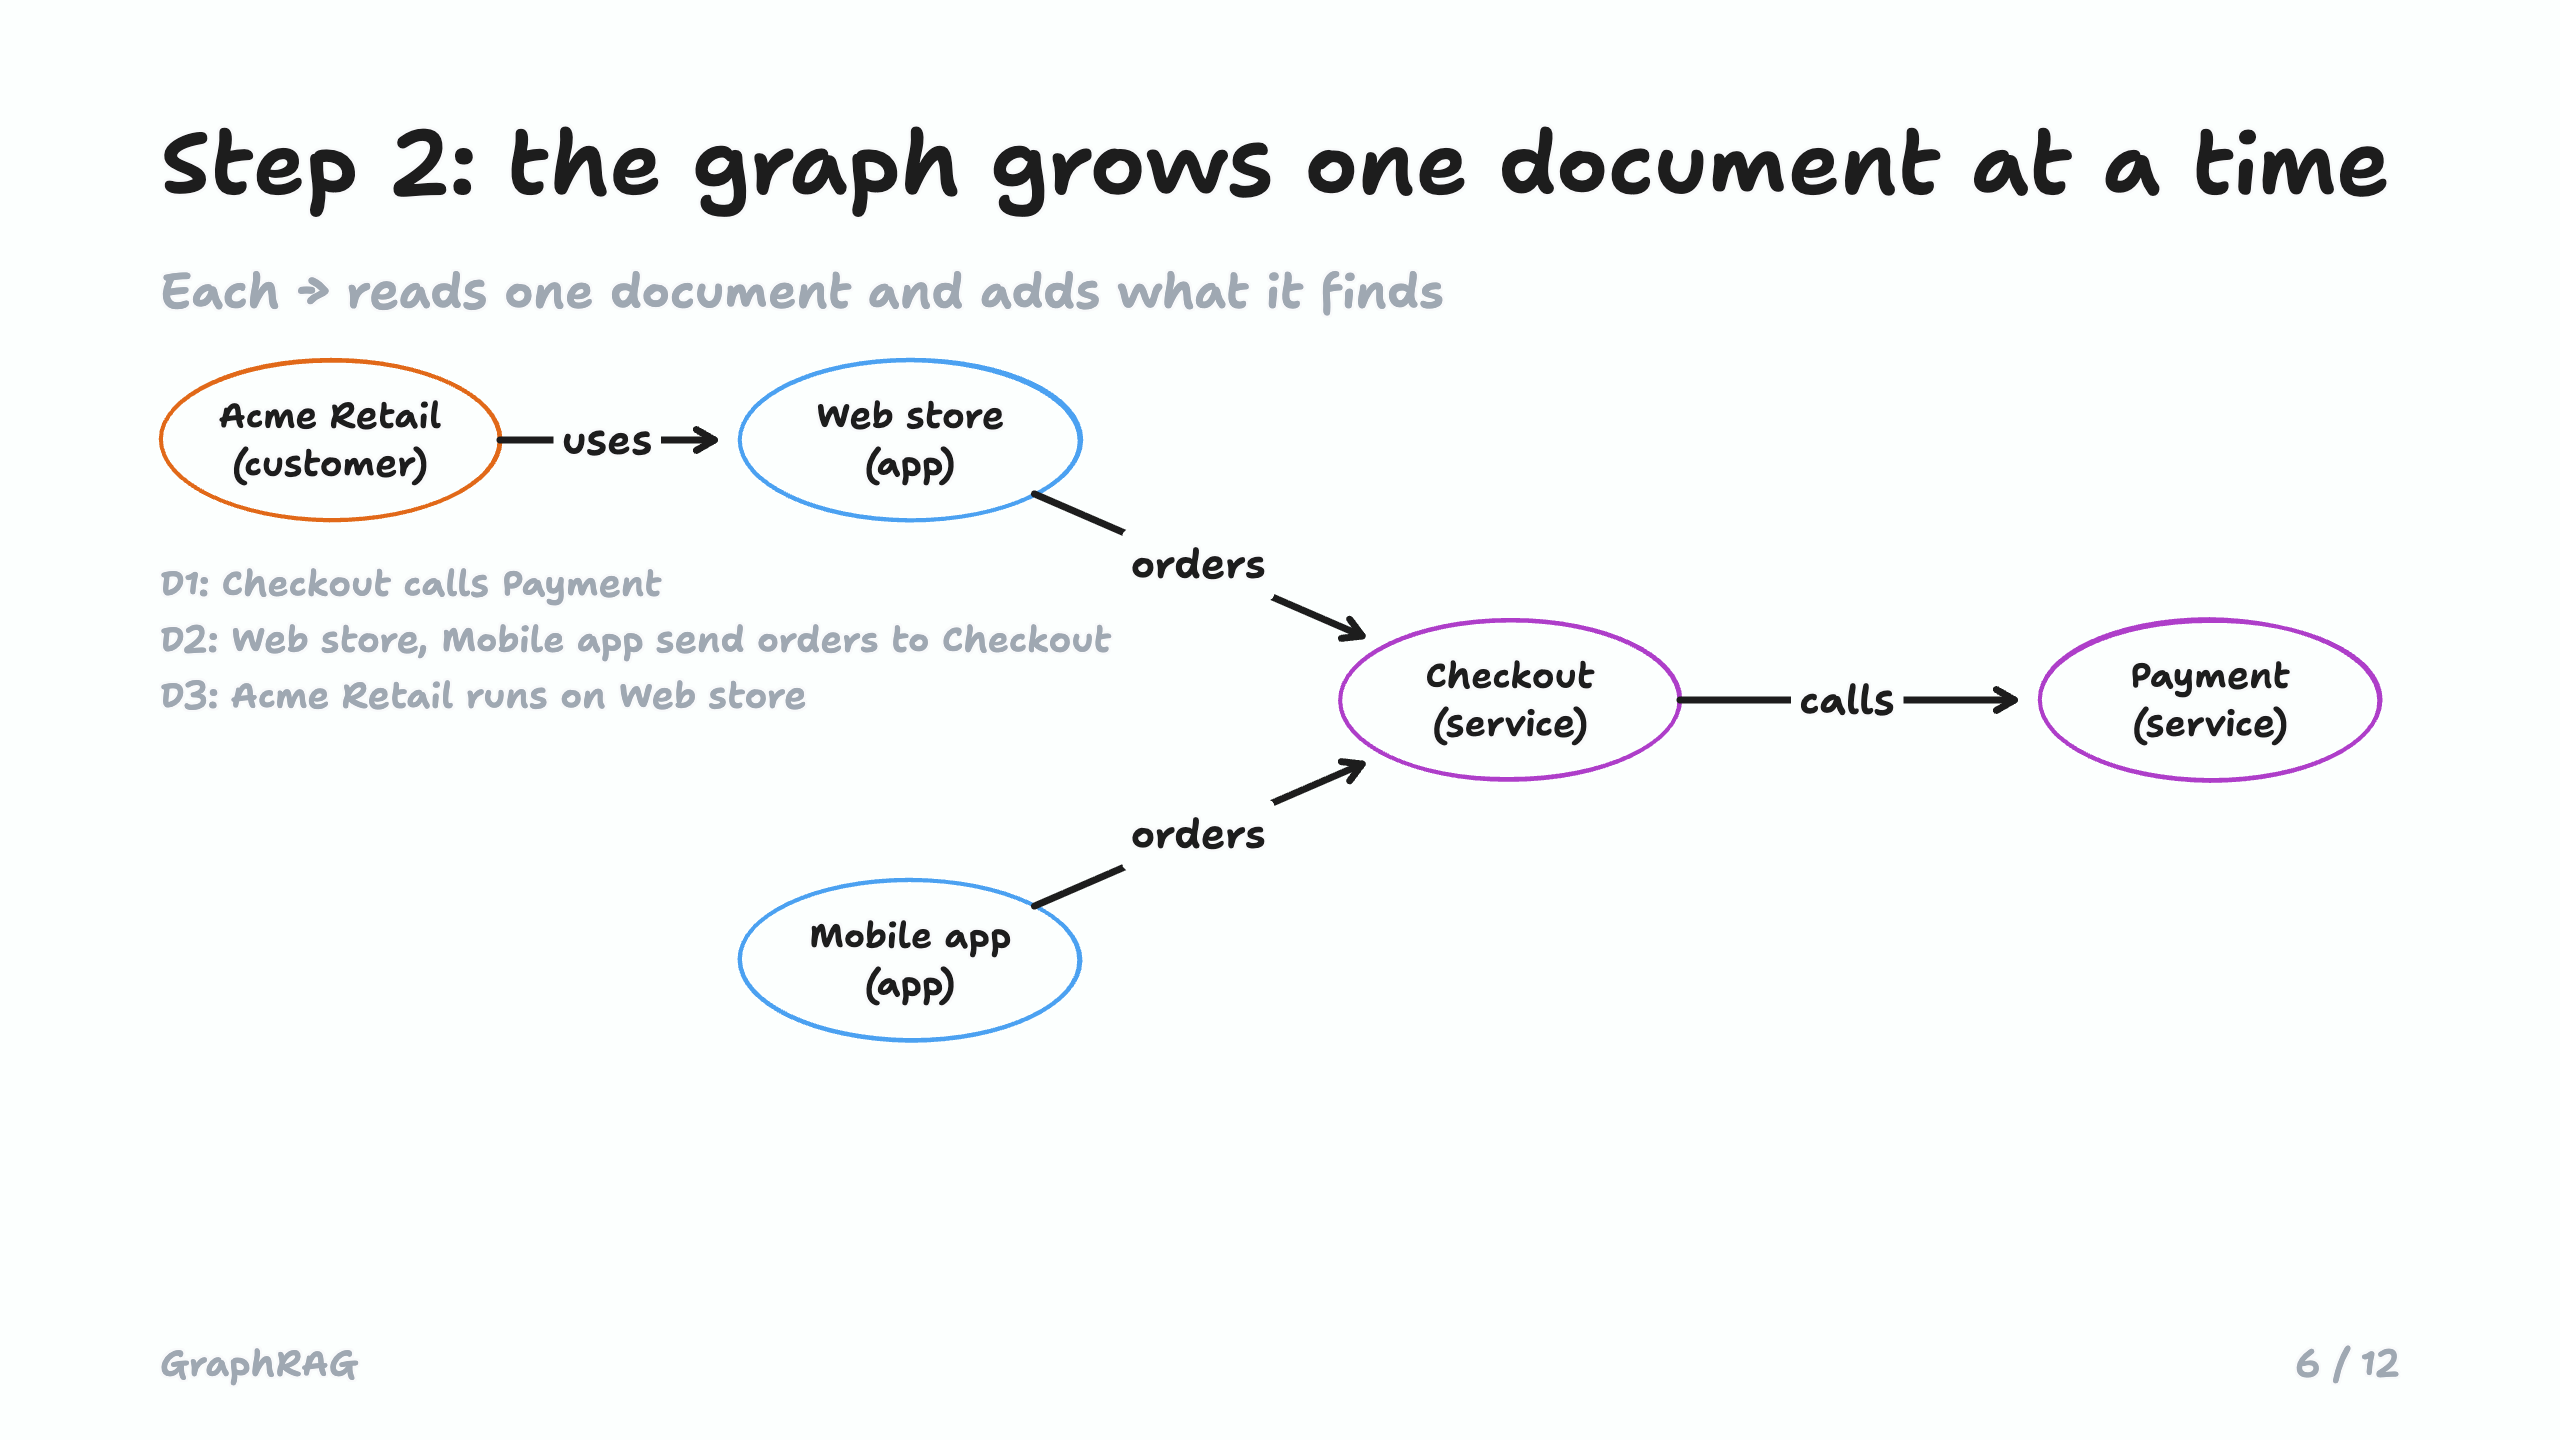 Step 2: the graph grows one document at a time
Each → reads one document and adds what it finds
Acme Retail
(customer)
uses
Web store
(app)
orders
D1: Checkout calls Payment
D2: Web store, Mobile app send orders to Checkout
D3: Acme Retail runs on Web store
Checkout
(service)
calls
Payment
(service)
orders
Mobile app
(app)
GraphRAG
6 / 12